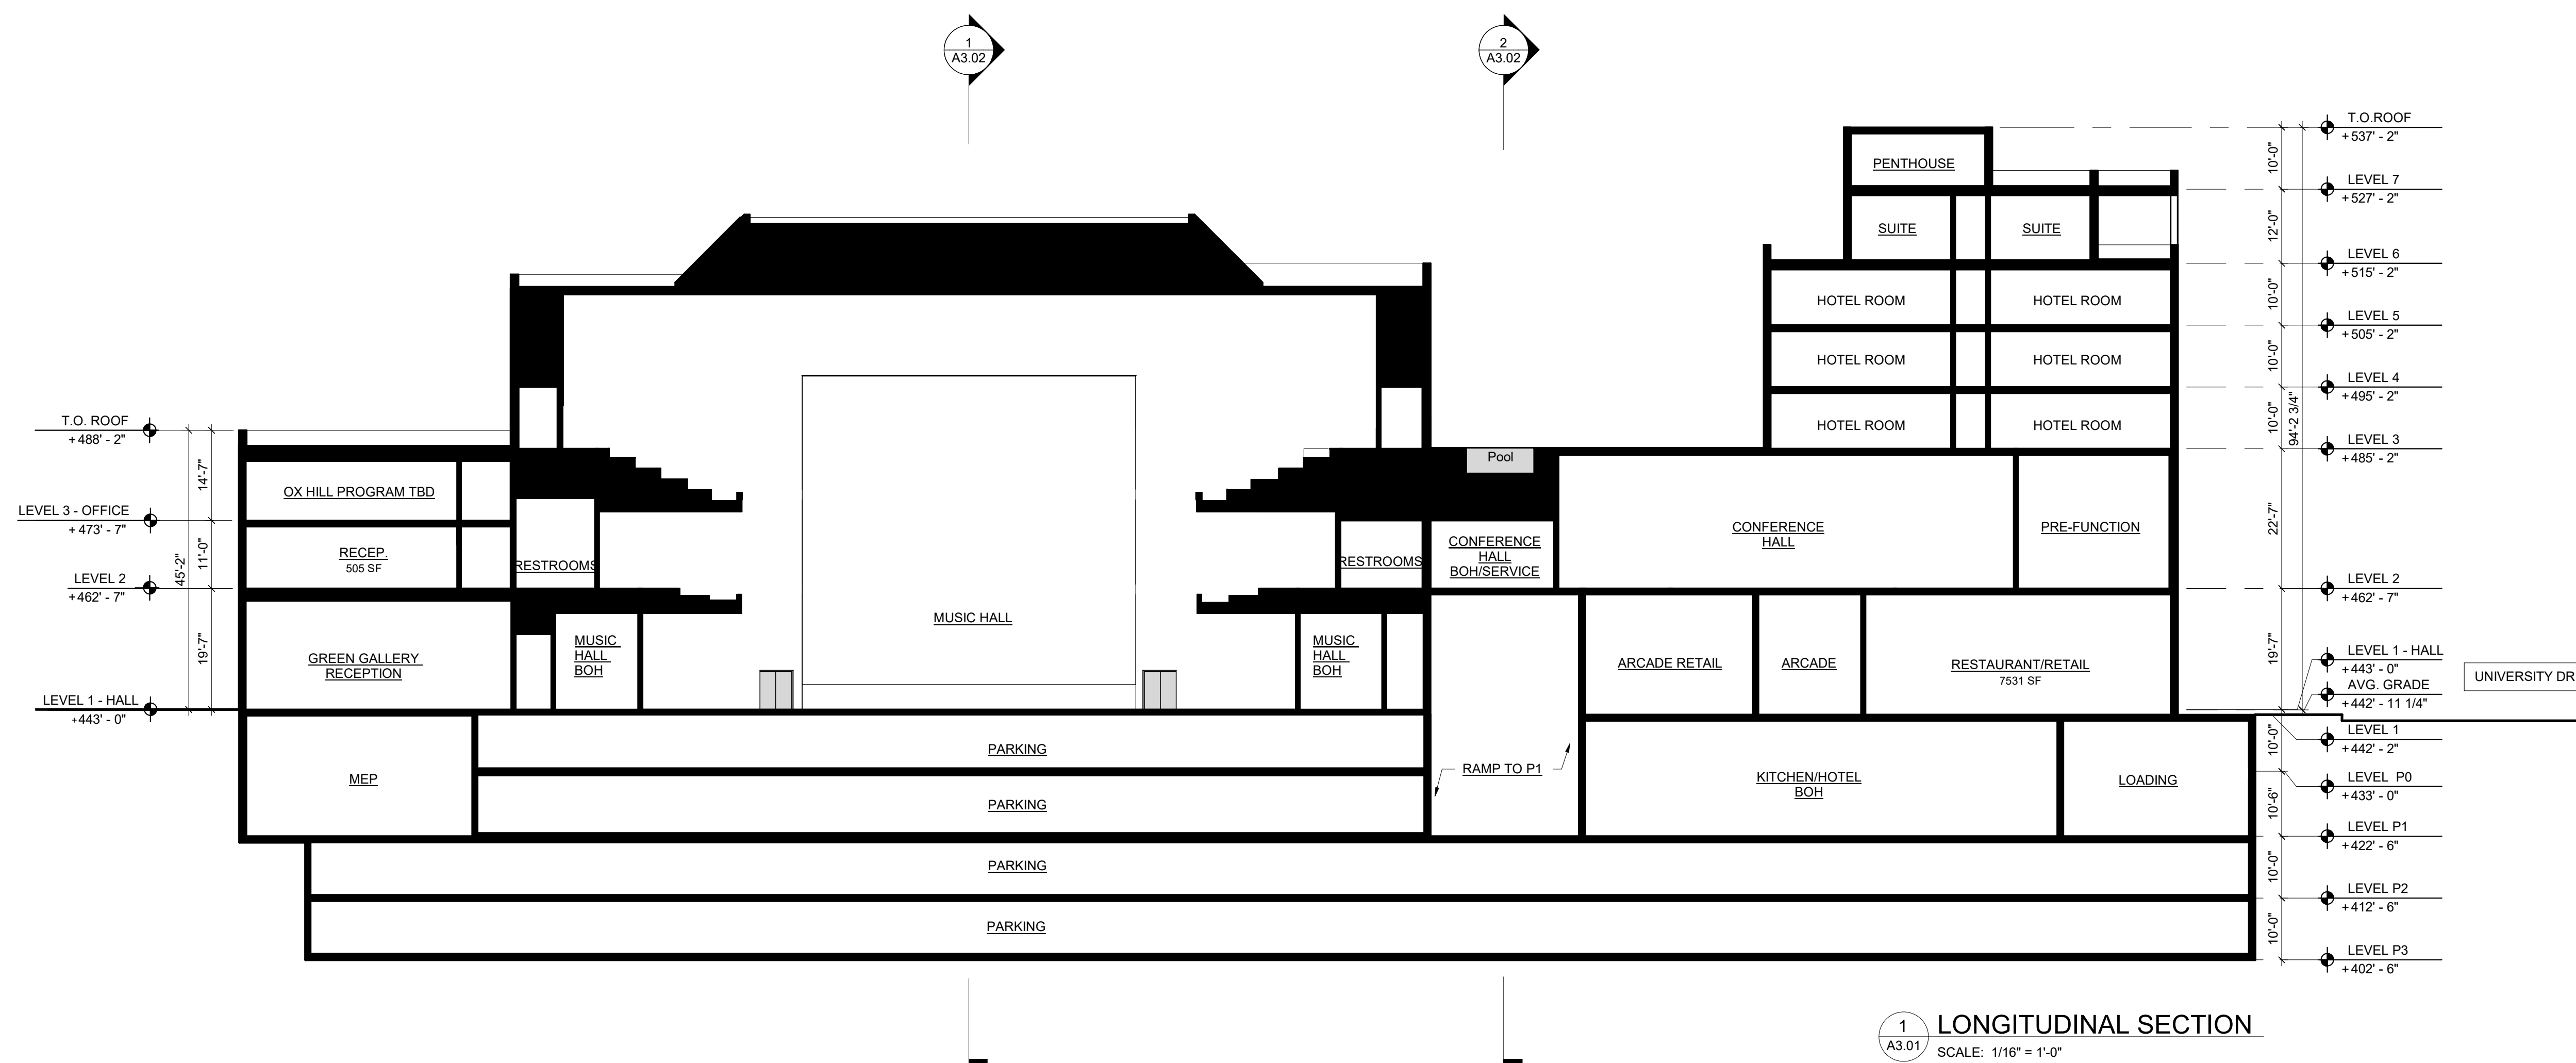 1
A3.02
2
A3.02
T.O.ROOF
+537' - 2"
10'-0"
PENTHOUSE
LEVEL 7
+527' - 2"
12'-0"
SUITE
SUITE
LEVEL 6
+515' - 2"
10'-0"
HOTEL ROOM
HOTEL ROOM
LEVEL 5
+505' - 2"
10'-0"
HOTEL ROOM
HOTEL ROOM
LEVEL 4
+495' - 2"
10'-0"
94'-2 3/4"
HOTEL ROOM
HOTEL ROOM
LEVEL 3
+485' - 2"
T.O. ROOF
+488' - 2"
14'-7"
OX HILL PROGRAM TBD
LEVEL 3 - OFFICE
+473' - 7"
45'-2"
11'-0"
RECEP.
505 SF
RESTROOMS
RESTROOMS
Pool
CONFERENCE
HALL
BOH/SERVICE
CONFERENCE
HALL
PRE-FUNCTION
22'-7"
LEVEL 2
+462' - 7"
LEVEL 2
+462' - 7"
19'-7"
GREEN GALLERY
RECEPTION
MUSIC
HALL
BOH
MUSIC HALL
MUSIC
HALL
BOH
ARCADE RETAIL
ARCADE
RESTAURANT/RETAIL
7531 SF
19'-7"
LEVEL 1 - HALL
+443' - 0"
AVG. GRADE
+442' - 11 1/4"
UNIVERSITY DR
LEVEL 1 - HALL
+443' - 0"
LEVEL 1
+442' - 2"
10'-0"
MEP
PARKING
PARKING
RAMP TO P1
KITCHEN/HOTEL
BOH
LOADING
LEVEL P0
+433' - 0"
10'-6"
LEVEL P1
+422' - 6"
PARKING
10'-0"
LEVEL P2
+412' - 6"
PARKING
10'-0"
LEVEL P3
+402' - 6"
1
A3.01
LONGITUDINAL SECTION
SCALE: 1/16" = 1'-0"